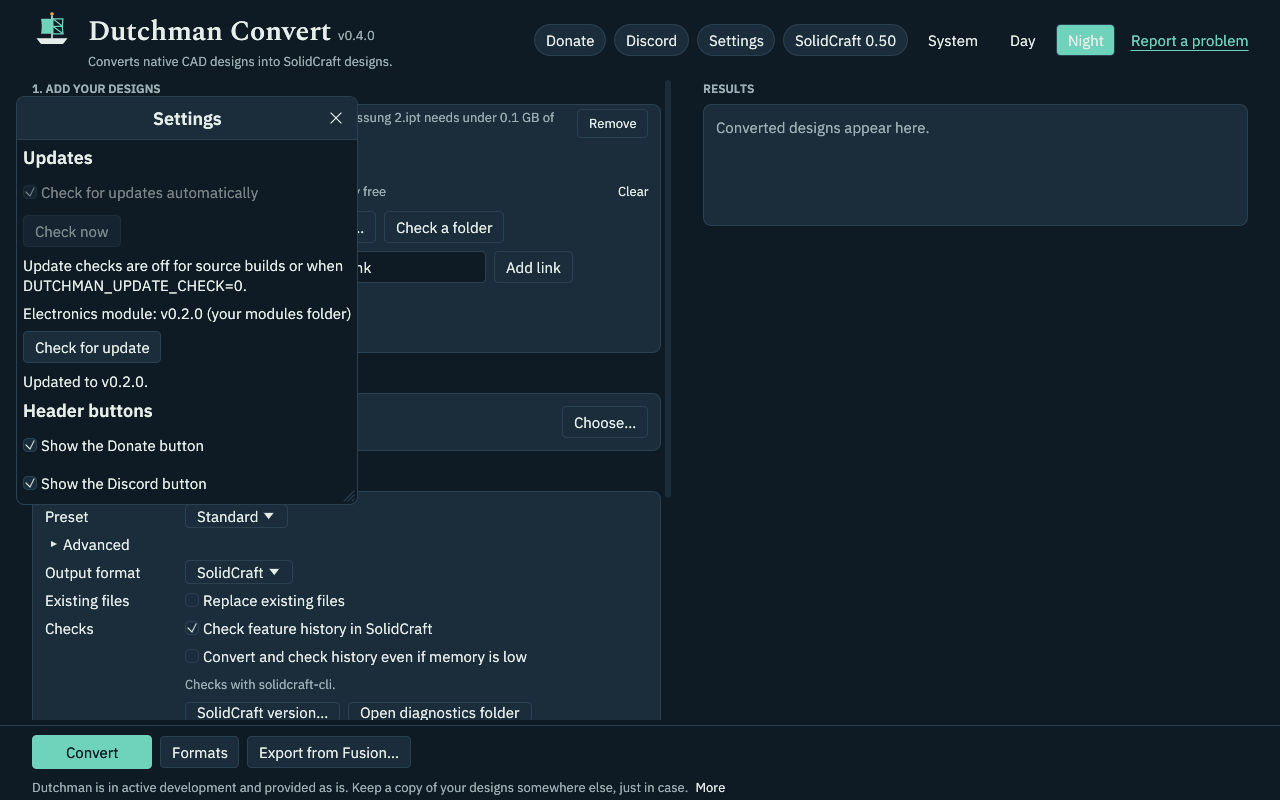 Dutchman Convert v0.4.0
Converts native CAD designs into SolidCraft designs.
Donate Discord Settings SolidCraft 0.50 System Day Night Report a problem
1. ADD YOUR DESIGNS
ssung 2.ipt needs under 0.1 GB of
Remove
y free
Clear
.. Check a folder
nk Add link
Choose...
Settings
Updates
Check for updates automatically
Check now
Update checks are off for source builds or when
DUTCHMAN_UPDATE_CHECK=0.
Electronics module: v0.2.0 (your modules folder)
Check for update
Updated to v0.2.0.
Header buttons
Show the Donate button
Show the Discord button
Preset Standard
Advanced
Output format SolidCraft
Existing files Replace existing files
Checks Check feature history in SolidCraft
Convert and check history even if memory is low
Checks with solidcraft-cli.
SolidCraft version... Open diagnostics folder
RESULTS
Converted designs appear here.
Convert Formats Export from Fusion...
Dutchman is in active development and provided as is. Keep a copy of your designs somewhere else, just in case. More